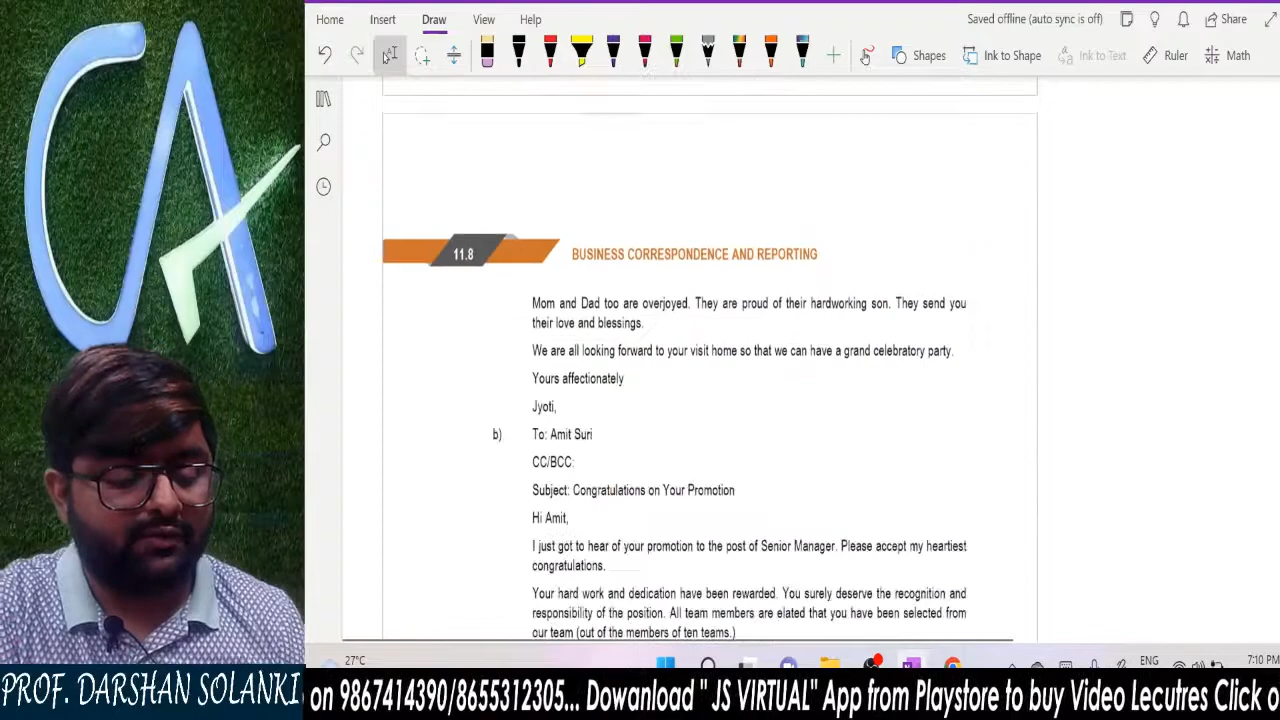 Home Insert Draw View Help Saved offline (auto sync is off) Share
Shapes Ink to Shape Ink to Text Ruler Math
CA
11.8 BUSINESS CORRESPONDENCE AND REPORTING
Mom and Dad too are overjoyed. They are proud of their hardworking son. They send you
their love and blessings.
We are all looking forward to your visit home so that we can have a grand celebratory party.
Yours affectionately
Jyoti,
b) To: Amit Suri
CC/BCC:
Subject: Congratulations on Your Promotion
Hi Amit,
I just got to hear of your promotion to the post of Senior Manager. Please accept my heartiest
congratulations.
Your hard work and dedication have been rewarded. You surely deserve the recognition and
responsibility of the position. All team members are elated that you have been selected from
our team (out of the members of ten teams.)
27°C ENG 7:10 PM
PROF. DARSHAN SOLANKI on 9867414390/8655312305... Dowanload " JS VIRTUAL" App from Playstore to buy Video Lecutres Click o